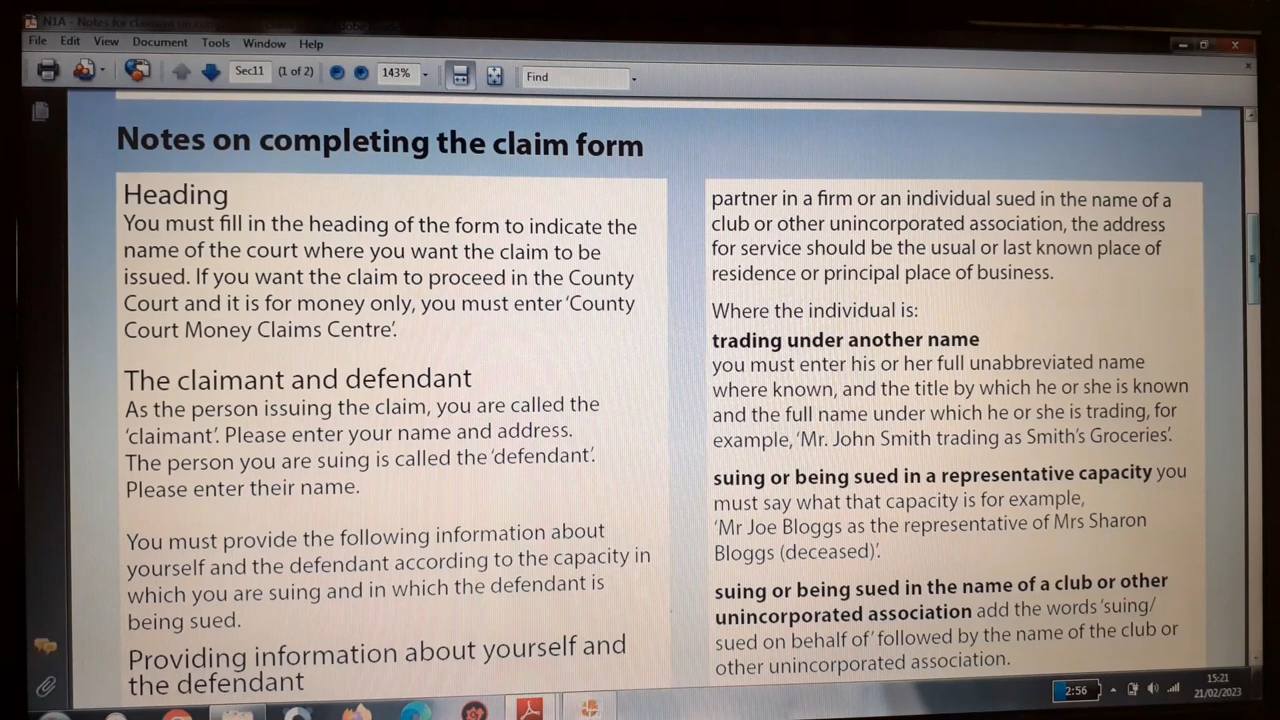 N1A - Notes for claimant on
File Edit View Document Tools Window Help
Sec11 (1 of 2) 143% Find
Notes on completing the claim form
Heading
You must fill in the heading of the form to indicate the
name of the court where you want the claim to be
issued. If you want the claim to proceed in the County
Court and it is for money only, you must enter ‘County
Court Money Claims Centre’.
The claimant and defendant
As the person issuing the claim, you are called the
‘claimant’. Please enter your name and address.
The person you are suing is called the ‘defendant’.
Please enter their name.
You must provide the following information about
yourself and the defendant according to the capacity in
which you are suing and in which the defendant is
being sued.
Providing information about yourself and
the defendant
partner in a firm or an individual sued in the name of a
club or other unincorporated association, the address
for service should be the usual or last known place of
residence or principal place of business.
Where the individual is:
trading under another name
you must enter his or her full unabbreviated name
where known, and the title by which he or she is known
and the full name under which he or she is trading, for
example, ‘Mr. John Smith trading as Smith’s Groceries’.
suing or being sued in a representative capacity you
must say what that capacity is for example,
‘Mr Joe Bloggs as the representative of Mrs Sharon
Bloggs (deceased)’.
suing or being sued in the name of a club or other
unincorporated association add the words ‘suing/
sued on behalf of’ followed by the name of the club or
other unincorporated association.
2:56
15:21
21/02/2023